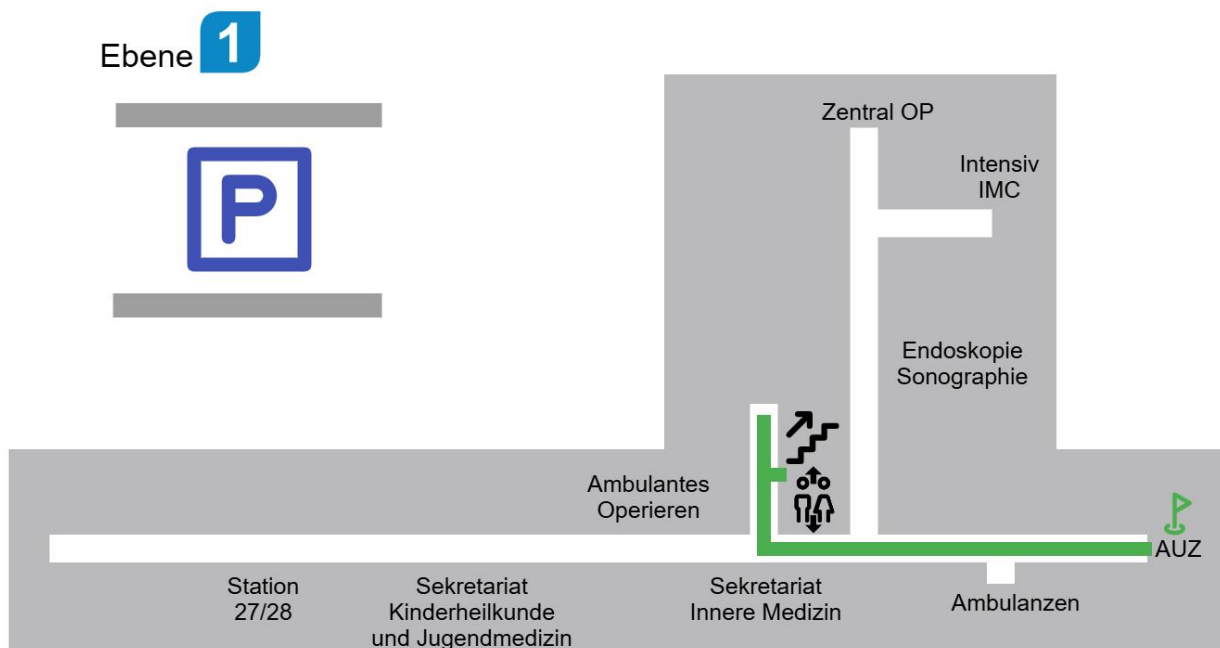 Ebene 1
P
Zentral OP
Intensiv
IMC
Endoskopie
Sonographie
Ambulantes
Operieren
AUZ
Station
27/28
Sekretariat
Kinderheilkunde
und Jugendmedizin
Sekretariat
Innere Medizin
Ambulanzen